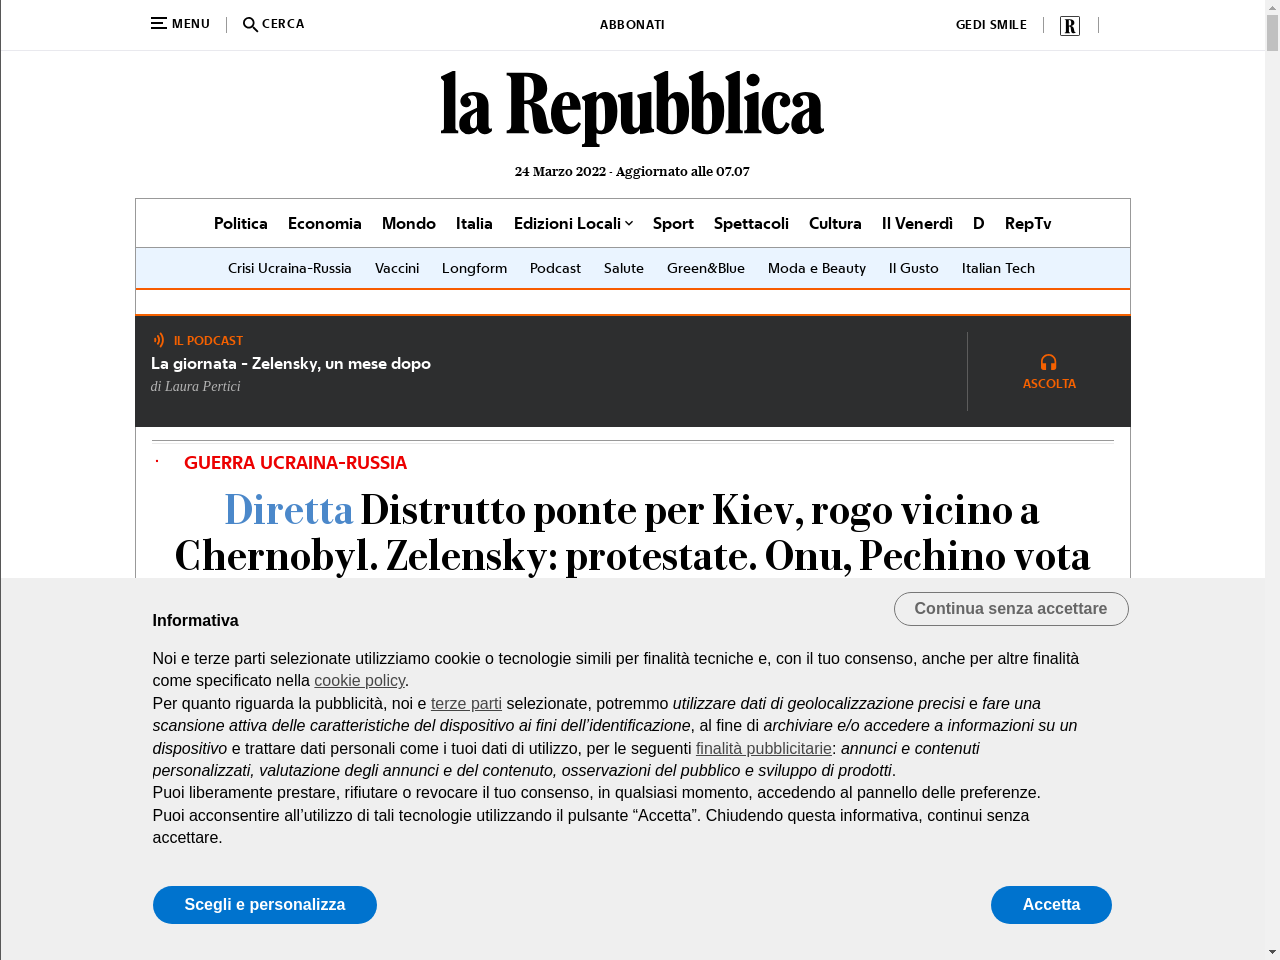 MENU
CERCA
ABBONATI
GEDI SMILE
R
la Repubblica
24 Marzo 2022 - Aggiornato alle 07.07
Politica Economia Mondo Italia Edizioni Locali Sport Spettacoli Cultura Il Venerdì D RepTv
Crisi Ucraina-Russia Vaccini Longform Podcast Salute Green&Blue Moda e Beauty Il Gusto Italian Tech
IL PODCAST
La giornata - Zelensky, un mese dopo
di Laura Pertici
ASCOLTA
GUERRA UCRAINA-RUSSIA
Diretta Distrutto ponte per Kiev, rogo vicino a
Chernobyl. Zelensky: protestate. Onu, Pechino vota
Continua senza accettare
Informativa
Noi e terze parti selezionate utilizziamo cookie o tecnologie simili per finalità tecniche e, con il tuo consenso, anche per altre finalità
come specificato nella cookie policy.
Per quanto riguarda la pubblicità, noi e terze parti selezionate, potremmo utilizzare dati di geolocalizzazione precisi e fare una
scansione attiva delle caratteristiche del dispositivo ai fini dell’identificazione, al fine di archiviare e/o accedere a informazioni su un
dispositivo e trattare dati personali come i tuoi dati di utilizzo, per le seguenti finalità pubblicitarie: annunci e contenuti
personalizzati, valutazione degli annunci e del contenuto, osservazioni del pubblico e sviluppo di prodotti.
Puoi liberamente prestare, rifiutare o revocare il tuo consenso, in qualsiasi momento, accedendo al pannello delle preferenze.
Puoi acconsentire all’utilizzo di tali tecnologie utilizzando il pulsante “Accetta”. Chiudendo questa informativa, continui senza
accettare.
Scegli e personalizza
Accetta